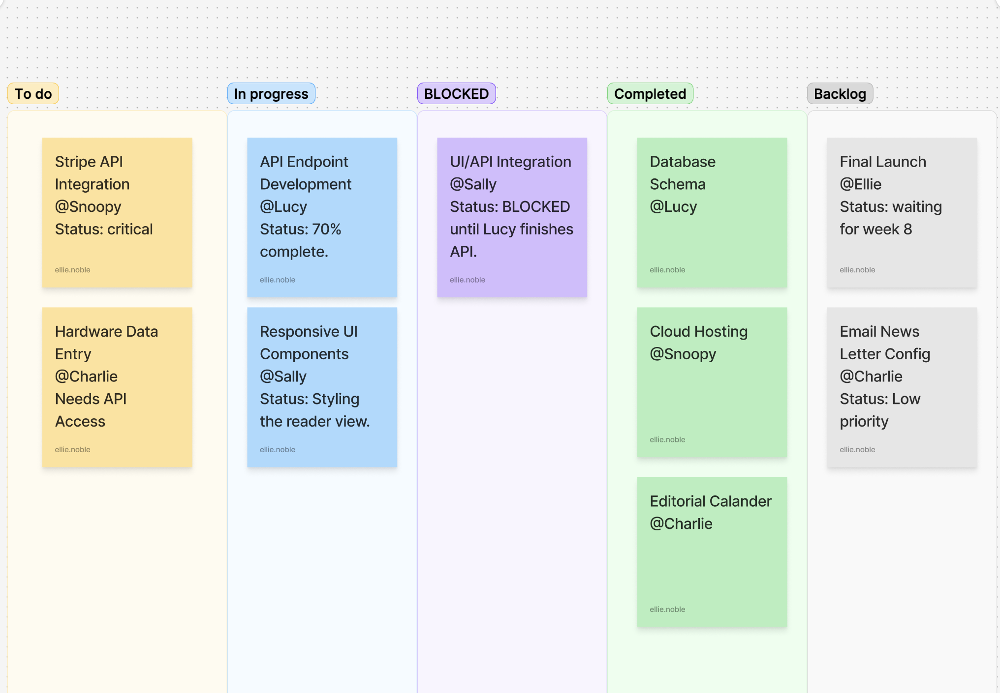 To do
Stripe API
Integration
@Snoopy
Status: critical
ellie.noble
Hardware Data
Entry
@Charlie
Needs API
Access
ellie.noble
In progress
API Endpoint
Development
@Lucy
Status: 70%
complete.
ellie.noble
Responsive UI
Components
@Sally
Status: Styling
the reader view.
ellie.noble
BLOCKED
UI/API Integration
@Sally
Status: BLOCKED
until Lucy finishes
API.
ellie.noble
Completed
Database
Schema
@Lucy
ellie.noble
Cloud Hosting
@Snoopy
ellie.noble
Editorial Calander
@Charlie
ellie.noble
Backlog
Final Launch
@Ellie
Status: waiting
for week 8
ellie.noble
Email News
Letter Config
@Charlie
Status: Low
priority
ellie.noble